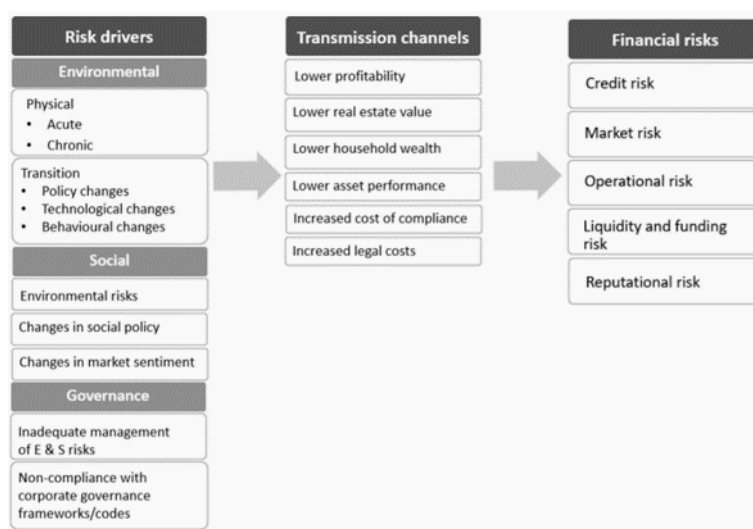 Risk drivers
Environmental
Physical
• Acute
• Chronic
Transition
• Policy changes
• Technological changes
• Behavioural changes
Social
Environmental risks
Changes in social policy
Changes in market sentiment
Governance
Inadequate management
of E & S risks
Non-compliance with
corporate governance
frameworks/codes
Transmission channels
Lower profitability
Lower real estate value
Lower household wealth
Lower asset performance
Increased cost of compliance
Increased legal costs
Financial risks
Credit risk
Market risk
Operational risk
Liquidity and funding
risk
Reputational risk